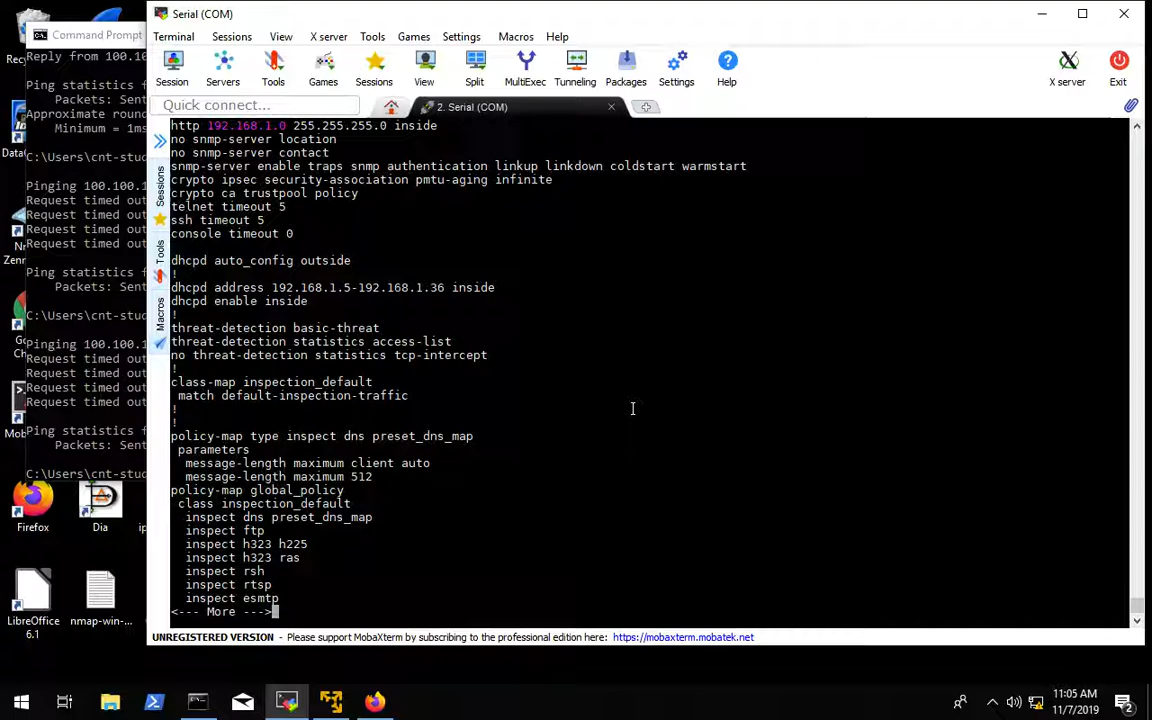 Serial (COM)
Terminal Sessions View X server Tools Games Settings Macros Help
Session Servers Tools Games Sessions View Split MultiExec Tunneling Packages Settings Help X server Exit
Quick connect...
2. Serial (COM)
Sessions
Tools
Macros
http 192.168.1.0 255.255.255.0 inside
no snmp-server location
no snmp-server contact
snmp-server enable traps snmp authentication linkup linkdown coldstart warmstart
crypto ipsec security-association pmtu-aging infinite
crypto ca trustpool policy
telnet timeout 5
ssh timeout 5
console timeout 0
dhcpd auto_config outside
!
dhcpd address 192.168.1.5-192.168.1.36 inside
dhcpd enable inside
!
threat-detection basic-threat
threat-detection statistics access-list
no threat-detection statistics tcp-intercept
!
class-map inspection_default
match default-inspection-traffic
!
!
policy-map type inspect dns preset_dns_map
parameters
message-length maximum client auto
message-length maximum 512
policy-map global_policy
class inspection_default
inspect dns preset_dns_map
inspect ftp
inspect h323 h225
inspect h323 ras
inspect rsh
inspect rtsp
inspect esmtp
<--- More --->
UNREGISTERED VERSION - Please support MobaXterm by subscribing to the professional edition here: https://mobaxterm.mobatek.net
Command Prompt
Reply from 100.10
Ping statistics f
Packets: Sent
Approximate roun
Minimum = 1ms
C:\Users\cnt-stu
Pinging 100.100.1
Request timed out
Request timed out
Request timed out
Request timed out
Ping statistics f
Packets: Sent
C:\Users\cnt-stu
Pinging 100.100.1
Request timed out
Request timed out
Request timed out
Request timed out
Ping statistics f
Packets: Sent
C:\Users\cnt-stu
Firefox
Dia
LibreOffice
6.1
nmap-win-...
11:05 AM
11/7/2019
2